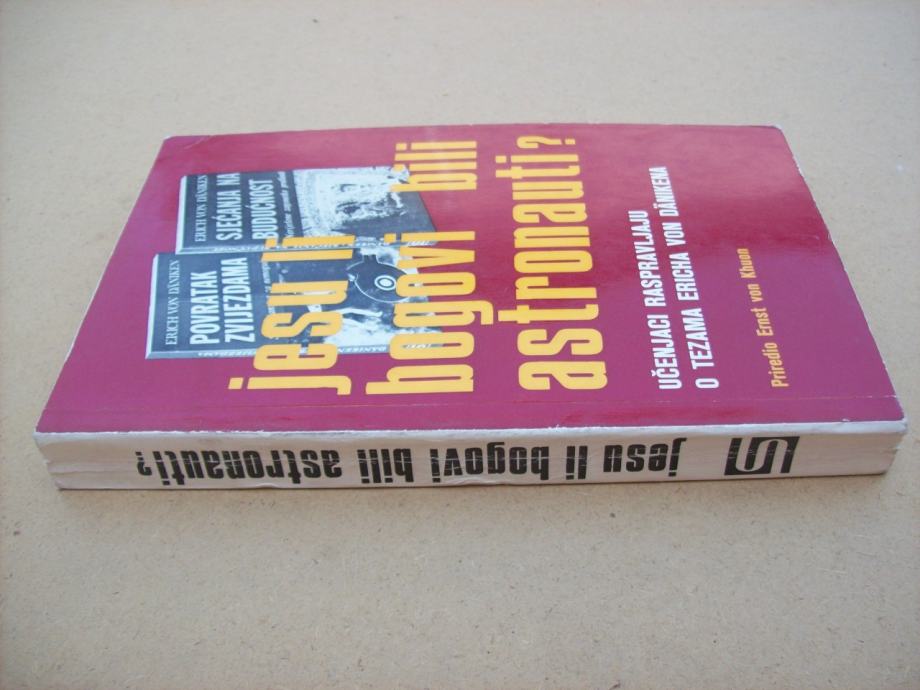 ERICH VON DÄNIKEN
SJEĆANJA NA
BUDUĆNOST
ERICH VON DÄNIKEN
POVRATAK
ZVIJEZDAMA
jesu li
bogovi bili
astronauti?
UČENJACI RASPRAVLJAJU
O TEZAMA ERICHA VON DÄNIKENA
Priredio Ernst von Khuon
jesu li bogovi bili astronauti?